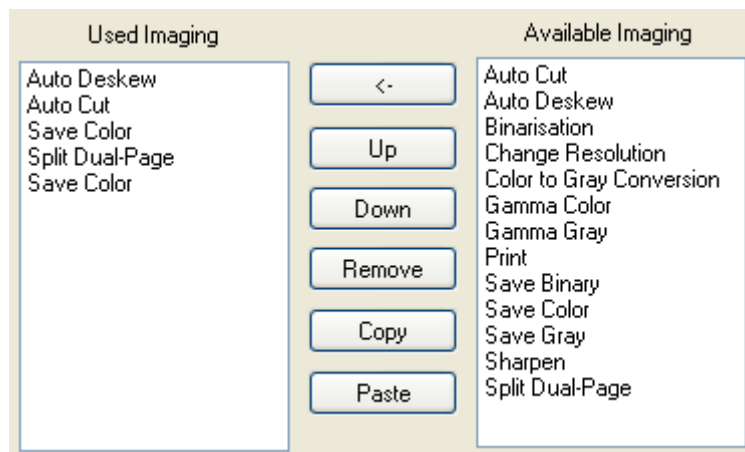 Used Imaging
Auto Deskew
Auto Cut
Save Color
Split Dual-Page
Save Color
<-
Up
Down
Remove
Copy
Paste
Available Imaging
Auto Cut
Auto Deskew
Binarisation
Change Resolution
Color to Gray Conversion
Gamma Color
Gamma Gray
Print
Save Binary
Save Color
Save Gray
Sharpen
Split Dual-Page